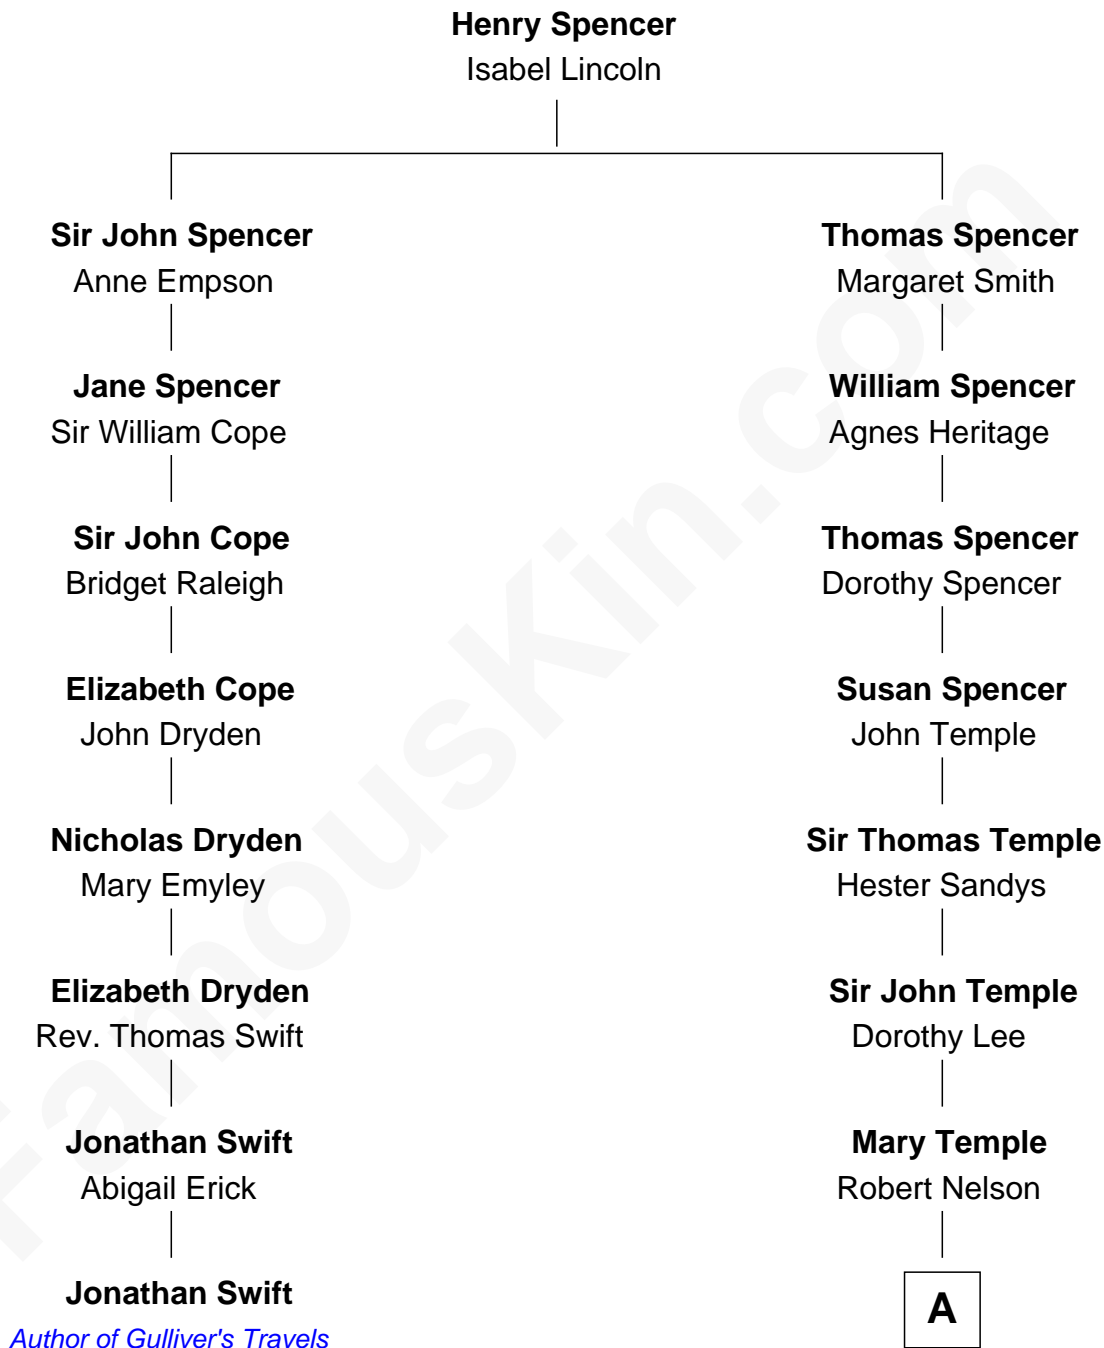 Henry Spencer
Isabel Lincoln
Sir John Spencer
Anne Empson
Thomas Spencer
Margaret Smith
Jane Spencer
Sir William Cope
William Spencer
Agnes Heritage
Sir John Cope
Bridget Raleigh
Thomas Spencer
Dorothy Spencer
Elizabeth Cope
John Dryden
Susan Spencer
John Temple
Nicholas Dryden
Mary Emyley
Sir Thomas Temple
Hester Sandys
Elizabeth Dryden
Rev. Thomas Swift
Sir John Temple
Dorothy Lee
Jonathan Swift
Abigail Erick
Mary Temple
Robert Nelson
Jonathan Swift
Author of Gulliver's Travels
A
FamousKin.com